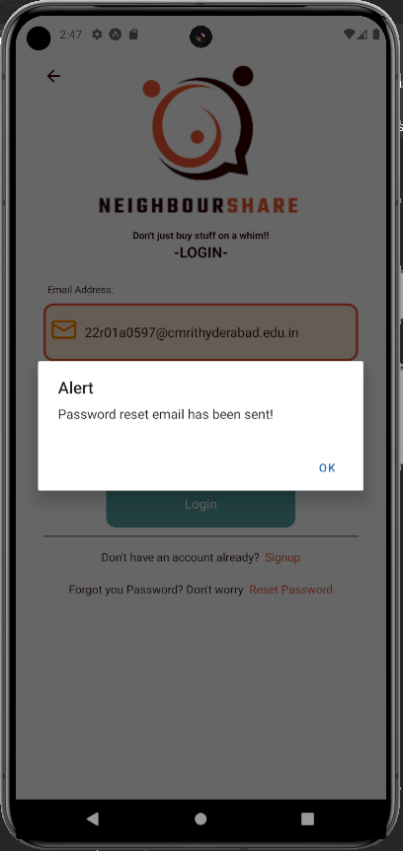 2:47
NEIGHBOURSHARE
Don't just buy stuff on a whim!!
-LOGIN-
Email Address:
22r01a0597@cmrithyderabad.edu.in
Alert
Password reset email has been sent!
OK
Login
Don't have an account already? Signup
Forgot you Password? Don't worry Reset Password